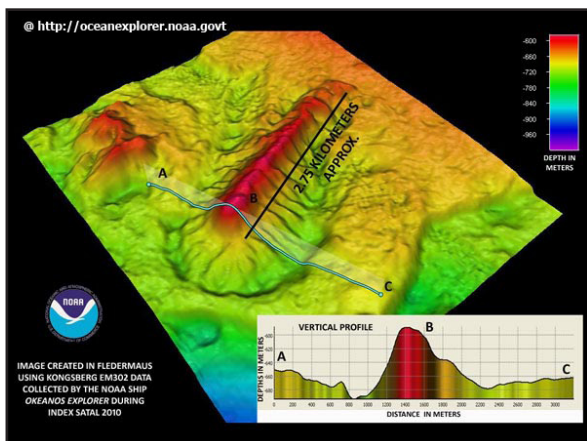 @ http://oceanexplorer.noaa.govt
-600
-660
-720
-780
-840
-900
-960
DEPTH IN
METERS
A
B
2.75 KILOMETERS
APPROX.
C
NOAA
IMAGE CREATED IN FLEDERMAUS
USING KONGSBERG EM302 DATA
COLLECTED BY THE NOAA SHIP
OKEANOS EXPLORER DURING
INDEX SATAL 2010
VERTICAL PROFILE
A
B
C
DEPTHS IN METERS
0 200 400 600 800 1000 1200 1400 1600 1800 2000 2200 2400 2600 2800 3000
DISTANCE IN METERS